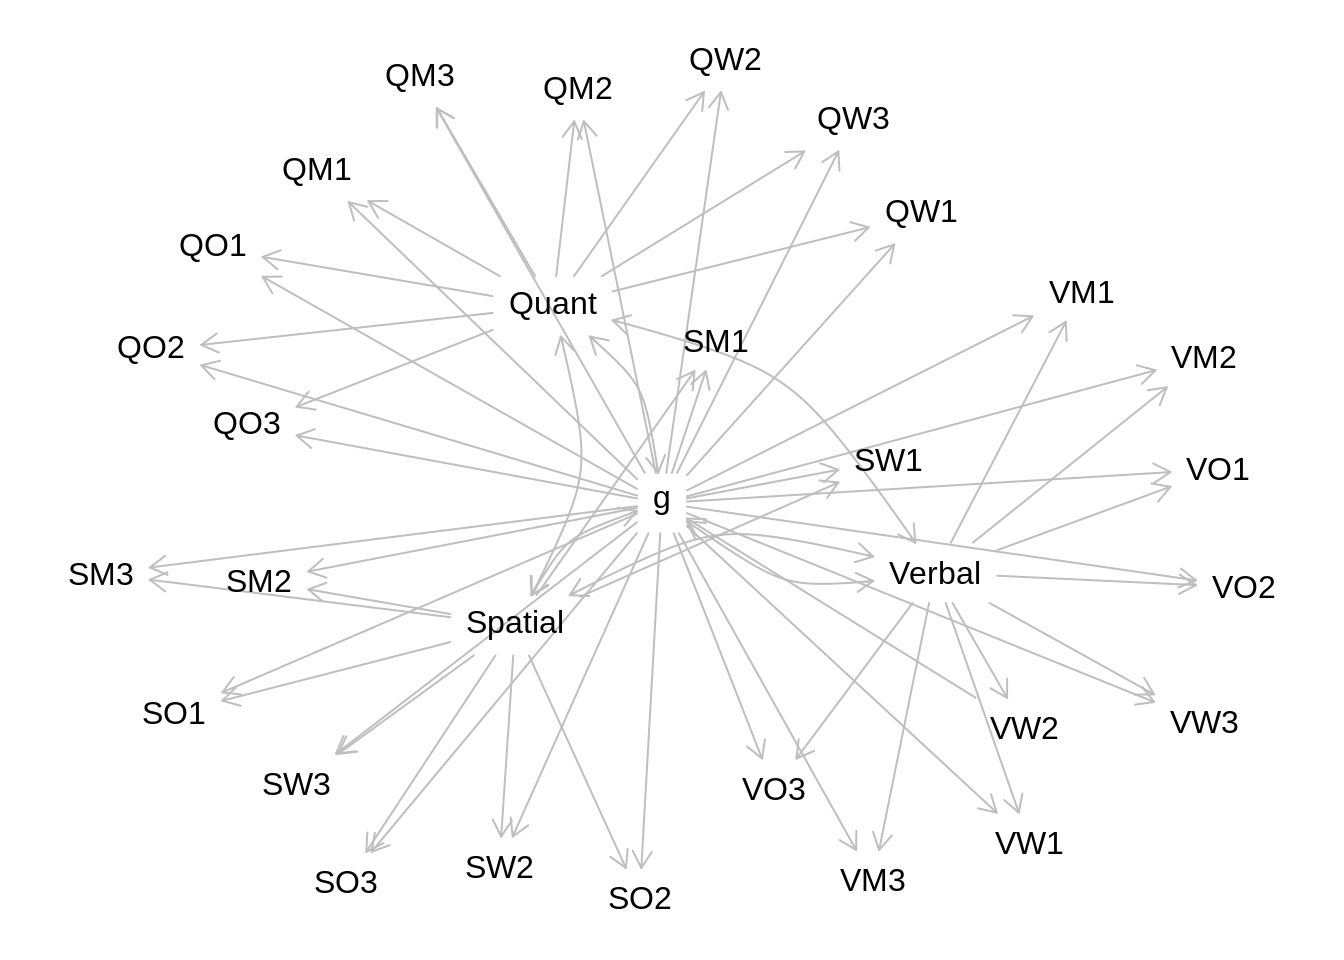 QW2
QM3
QM2
QW3
QM1
QW1
QO1
VM1
Quant
SM1
QO2
VM2
QO3
SW1
VO1
g
SM3
SM2
Verbal
VO2
Spatial
SO1
VW2
VW3
SW3
VO3
VW1
SW2
SO3
VM3
SO2